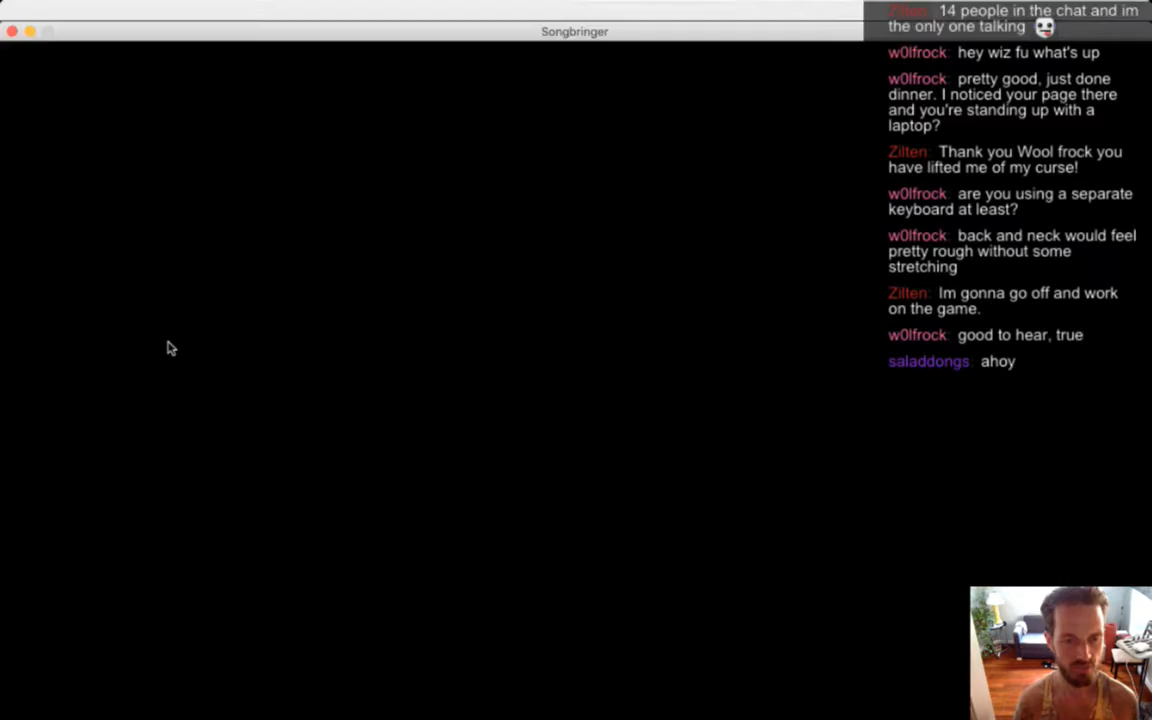 Songbringer
Zilten: 14 people in the chat and im
the only one talking
w0lfrock: hey wiz fu what's up
w0lfrock: pretty good, just done
dinner. I noticed your page there
and you're standing up with a
laptop?
Zilten: Thank you Wool frock you
have lifted me of my curse!
w0lfrock: are you using a separate
keyboard at least?
w0lfrock: back and neck would feel
pretty rough without some
stretching
Zilten: Im gonna go off and work
on the game.
w0lfrock: good to hear, true
saladdongs: ahoy